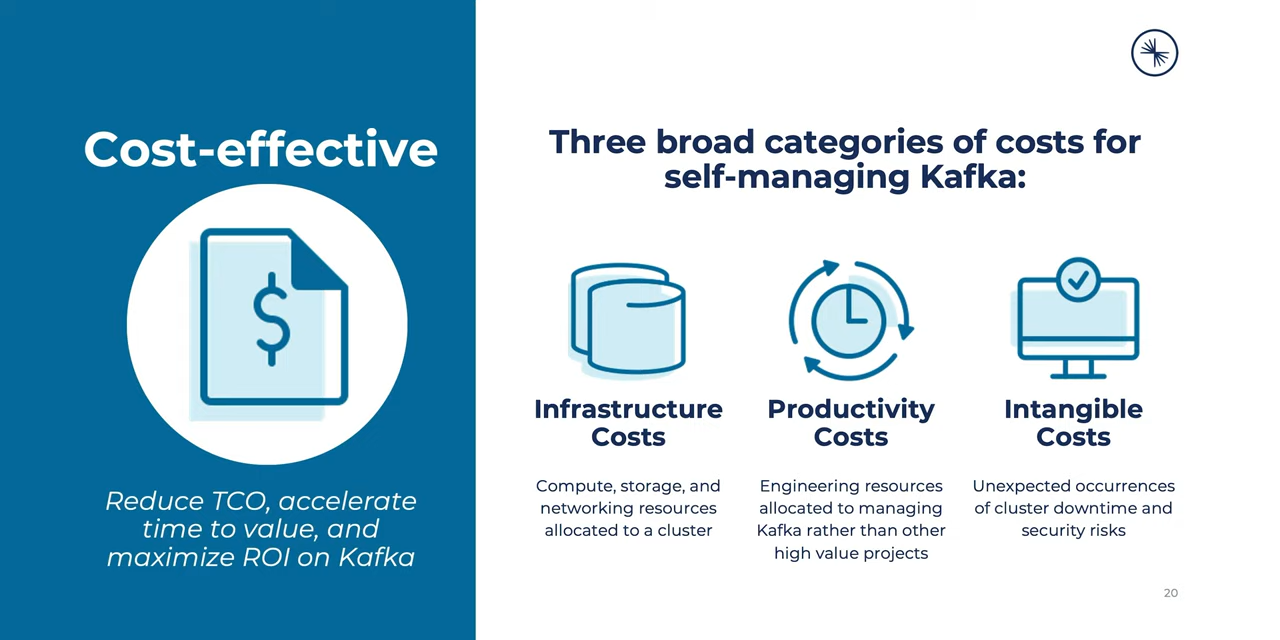 Cost-effective
$
Reduce TCO, accelerate
time to value, and
maximize ROI on Kafka
Three broad categories of costs for
self-managing Kafka:
Infrastructure
Costs
Compute, storage, and
networking resources
allocated to a cluster
Productivity
Costs
Engineering resources
allocated to managing
Kafka rather than other
high value projects
Intangible
Costs
Unexpected occurrences
of cluster downtime and
security risks
20